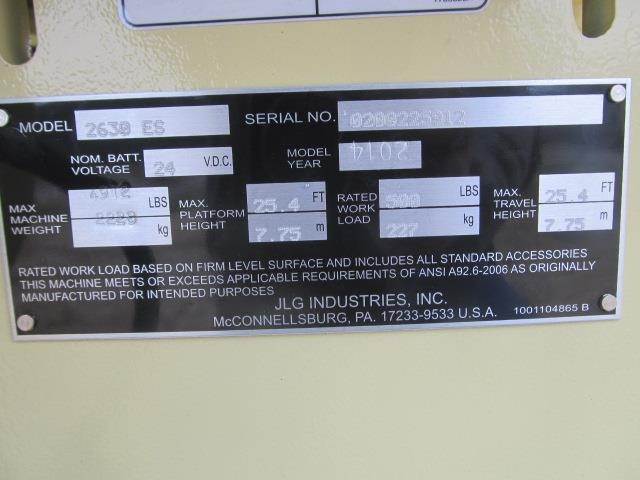 MODEL 2630 ES SERIAL NO.
NOM. BATT. VOLTAGE 24 V.D.C. MODEL YEAR 2014
MAX MACHINE WEIGHT LBS kg
MAX. PLATFORM HEIGHT 25.4 FT 7.75 m
RATED WORK LOAD 500 LBS 227 kg
MAX. TRAVEL HEIGHT 25.4 FT 7.75 m
RATED WORK LOAD BASED ON FIRM LEVEL SURFACE AND INCLUDES ALL STANDARD ACCESSORIES
THIS MACHINE MEETS OR EXCEEDS APPLICABLE REQUIREMENTS OF ANSI A92.6-2006 AS ORIGINALLY
MANUFACTURED FOR INTENDED PURPOSES
JLG INDUSTRIES, INC.
McCONNELLSBURG, PA. 17233-9533 U.S.A. 1001104865 B